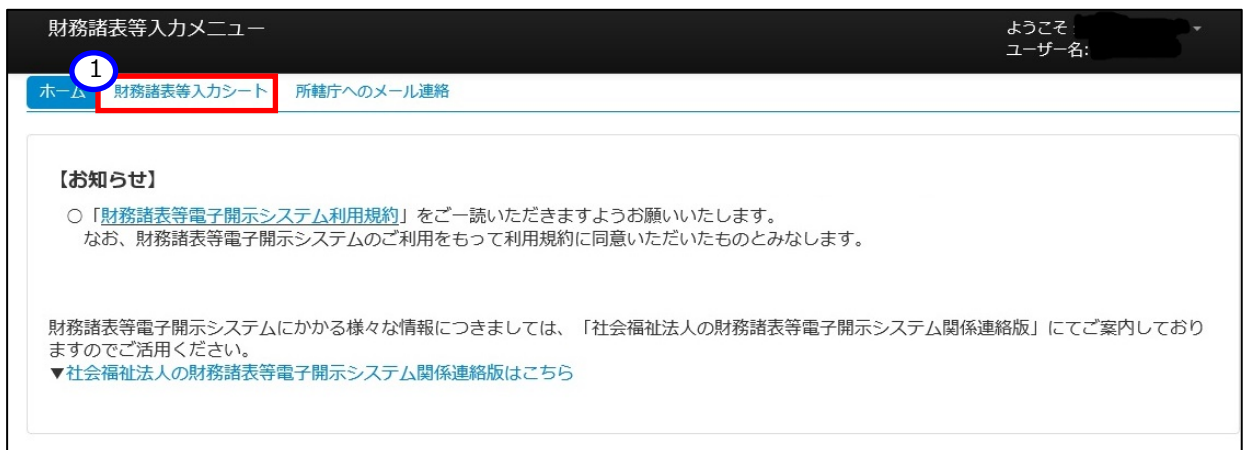 財務諸表等入力メニュー
ようこそ
ユーザー名:
1
ホーム 財務諸表等入力シート 所轄庁へのメール連絡
【お知らせ】
○「財務諸表等電子開示システム利用規約」をご一読いただきますようお願いいたします。
なお、財務諸表等電子開示システムのご利用をもって利用規約に同意いただいたものとみなします。
財務諸表等電子開示システムにかかる様々な情報につきましては、「社会福祉法人の財務諸表等電子開示システム関係連絡版」にてご案内しており
ますのでご活用ください。
▼社会福祉法人の財務諸表等電子開示システム関係連絡版はこちら